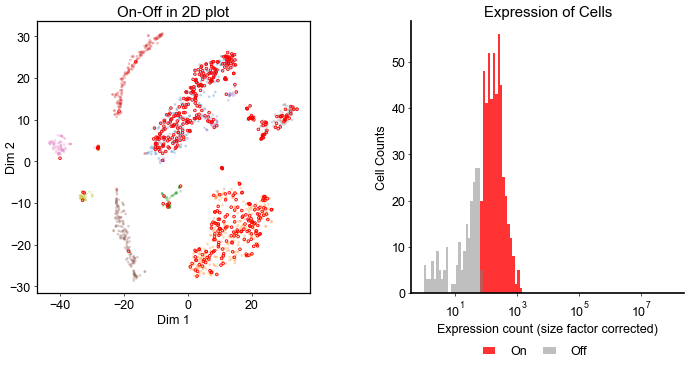 On-Off in 2D plot
Expression of Cells
Dim 2
30
20
10
0
−10
−20
−30
−40
−20
0
20
Dim 1
Cell Counts
50
40
30
20
10
0
10^1
10^3
10^5
10^7
Expression count (size factor corrected)
On
Off